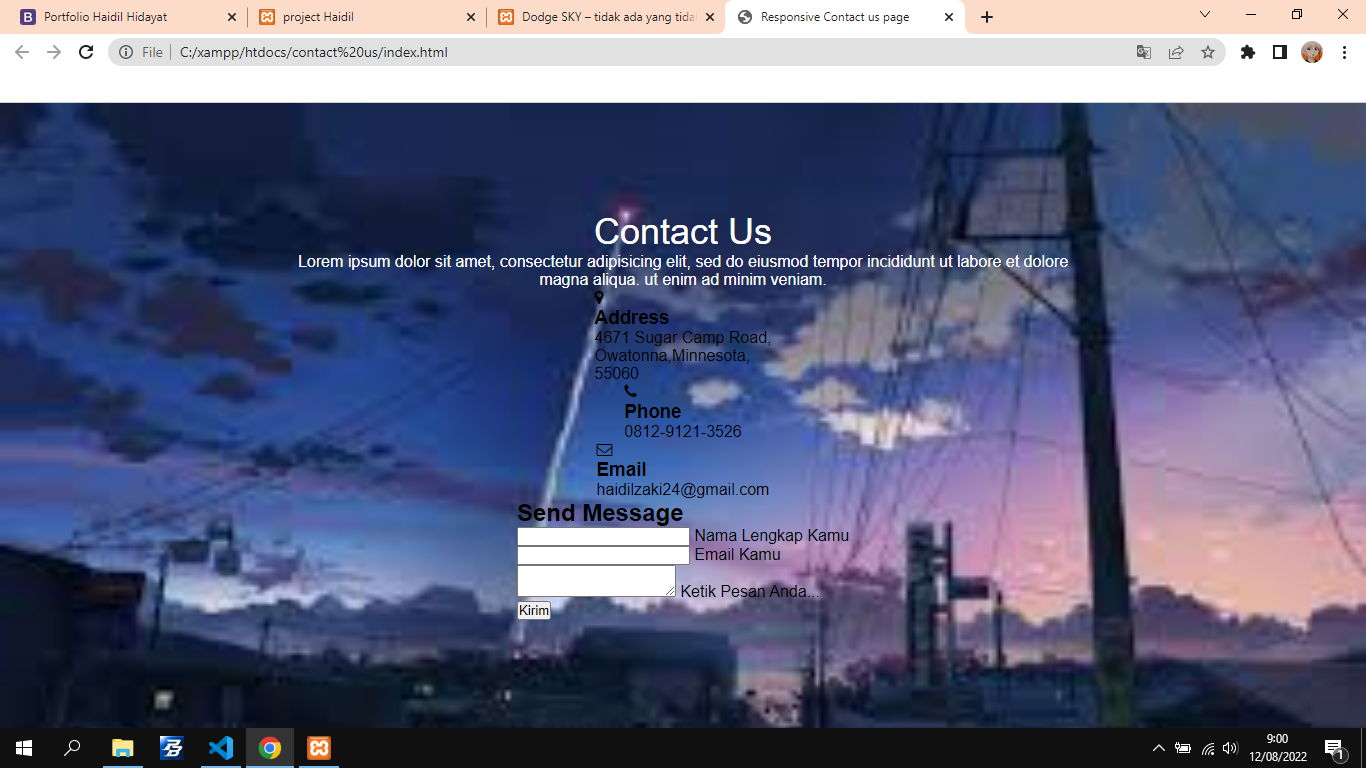 Portfolio Haidil Hidayat
project Haidil
Dodge SKY – tidak ada yang tidal
Responsive Contact us page
File
C:/xampp/htdocs/contact%20us/index.html
Contact Us
Lorem ipsum dolor sit amet, consectetur adipisicing elit, sed do eiusmod tempor incididunt ut labore et dolore
magna aliqua. ut enim ad minim veniam.
Address
4671 Sugar Camp Road,
Owatonna,Minnesota,
55060
Phone
0812-9121-3526
Email
haidilzaki24@gmail.com
Send Message
Nama Lengkap Kamu
Email Kamu
Ketik Pesan Anda...
Kirim
9:00
12/08/2022
1